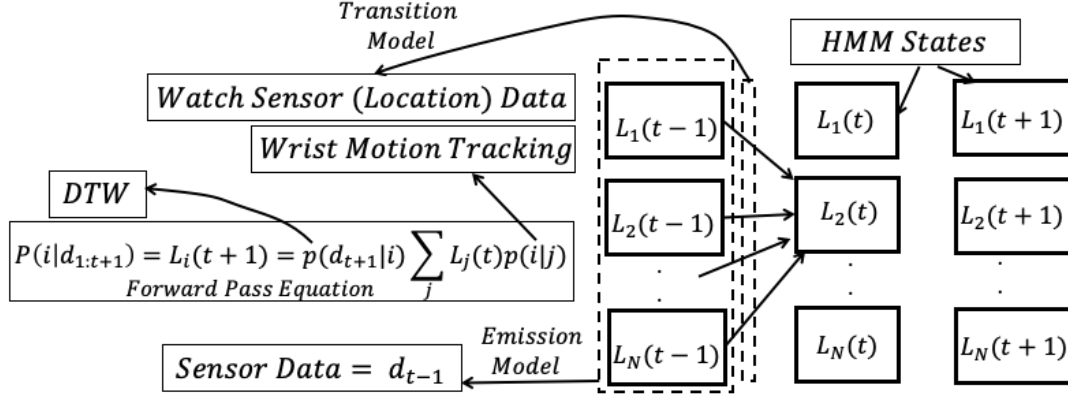 Transition
Model
HMM States
Watch Sensor (Location) Data
Wrist Motion Tracking
DTW
P(i|d_{1:t+1}) = L_i(t + 1) = p(d_{t+1}|i) ∑_j L_j(t)p(i|j)
Forward Pass Equation
Sensor Data = d_{t−1}
Emission
Model
L_1(t − 1)
L_2(t − 1)
.
.
L_N(t − 1)
L_1(t)
L_2(t)
.
.
L_N(t)
L_1(t + 1)
L_2(t + 1)
.
.
L_N(t + 1)